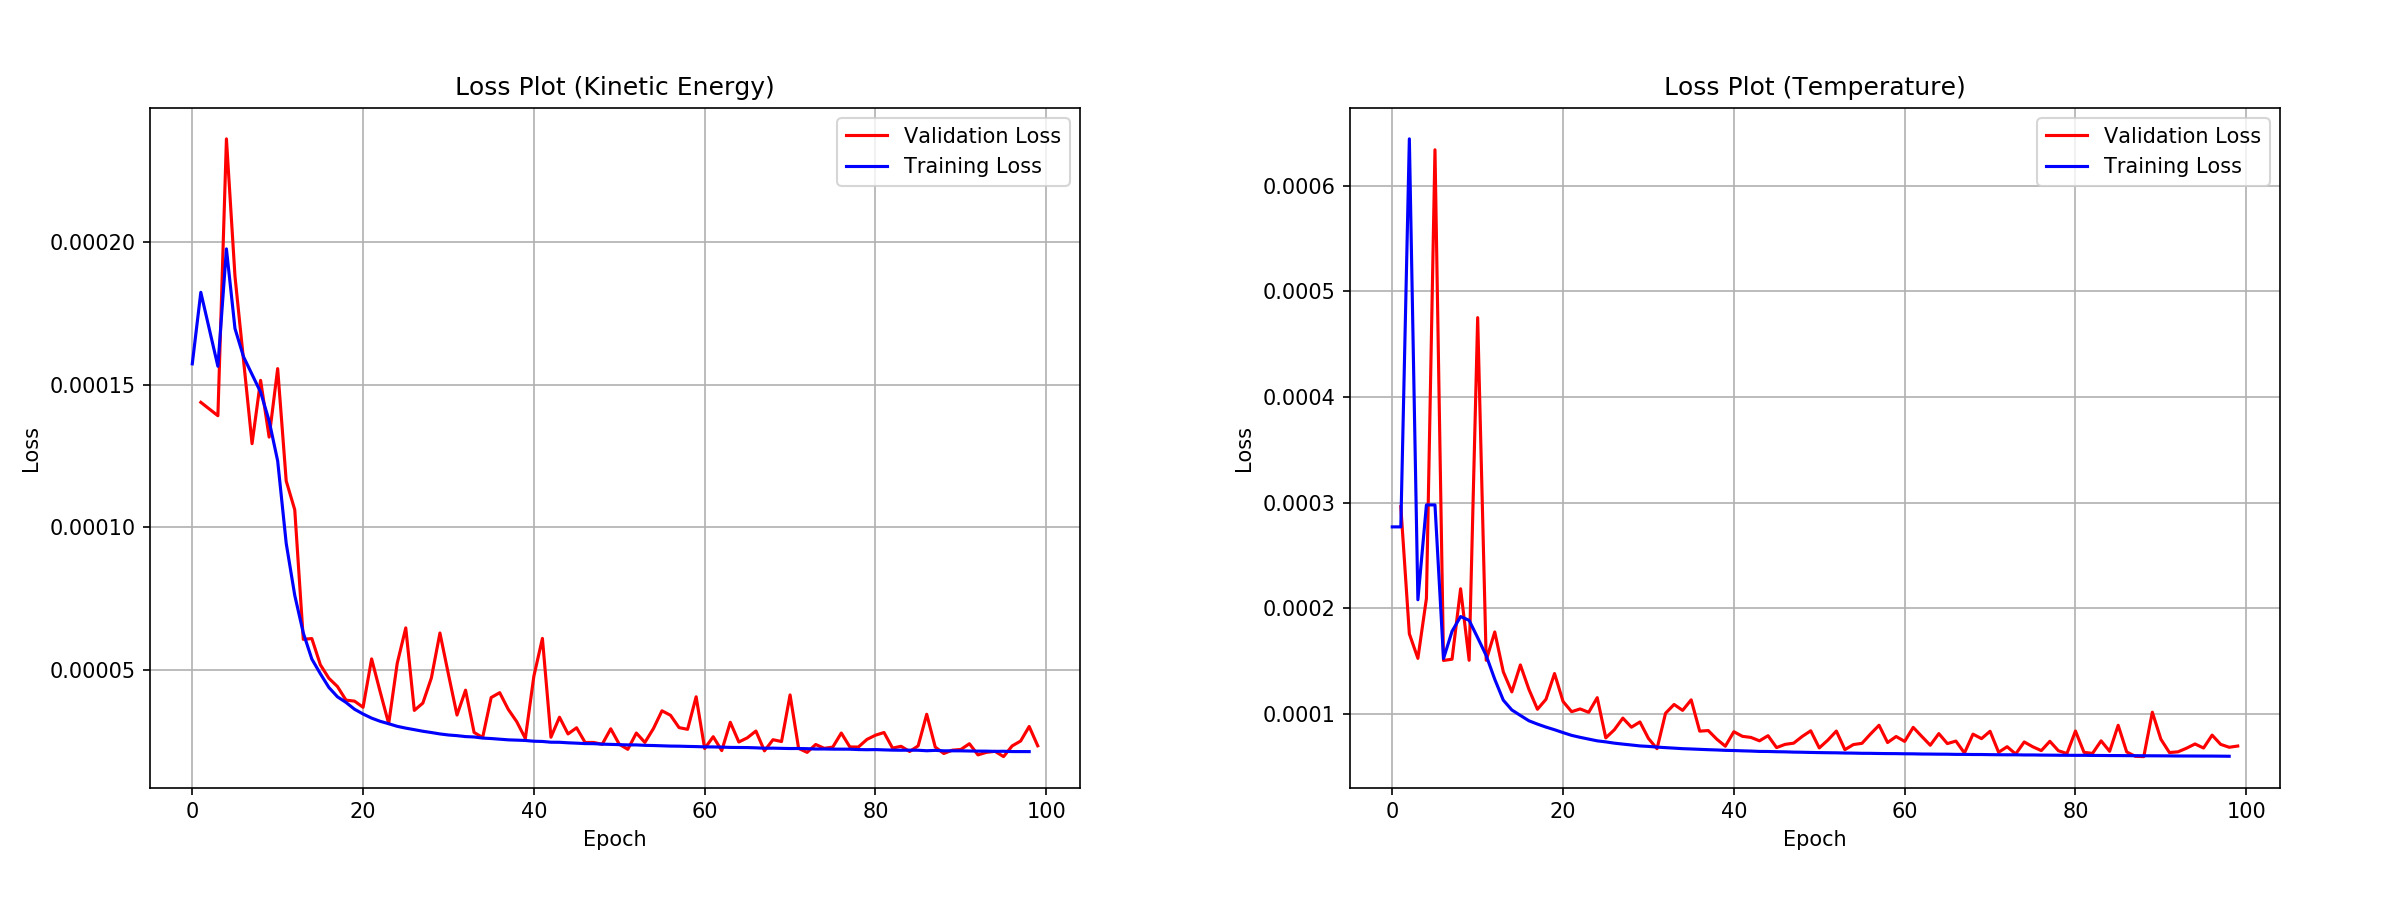 Loss Plot (Kinetic Energy)
Validation Loss
Training Loss
0.00020
0.00015
0.00010
0.00005
Loss
0 20 40 60 80 100
Epoch
Loss Plot (Temperature)
Validation Loss
Training Loss
0.0006
0.0005
0.0004
0.0003
0.0002
0.0001
Loss
0 20 40 60 80 100
Epoch